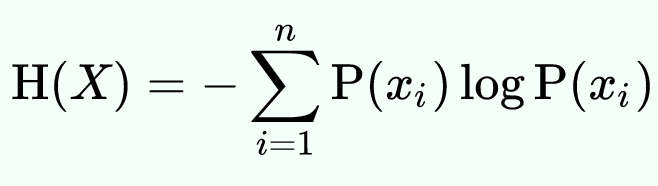 H(X) = − ∑_{i=1}^{n} P(x_i) log P(x_i)